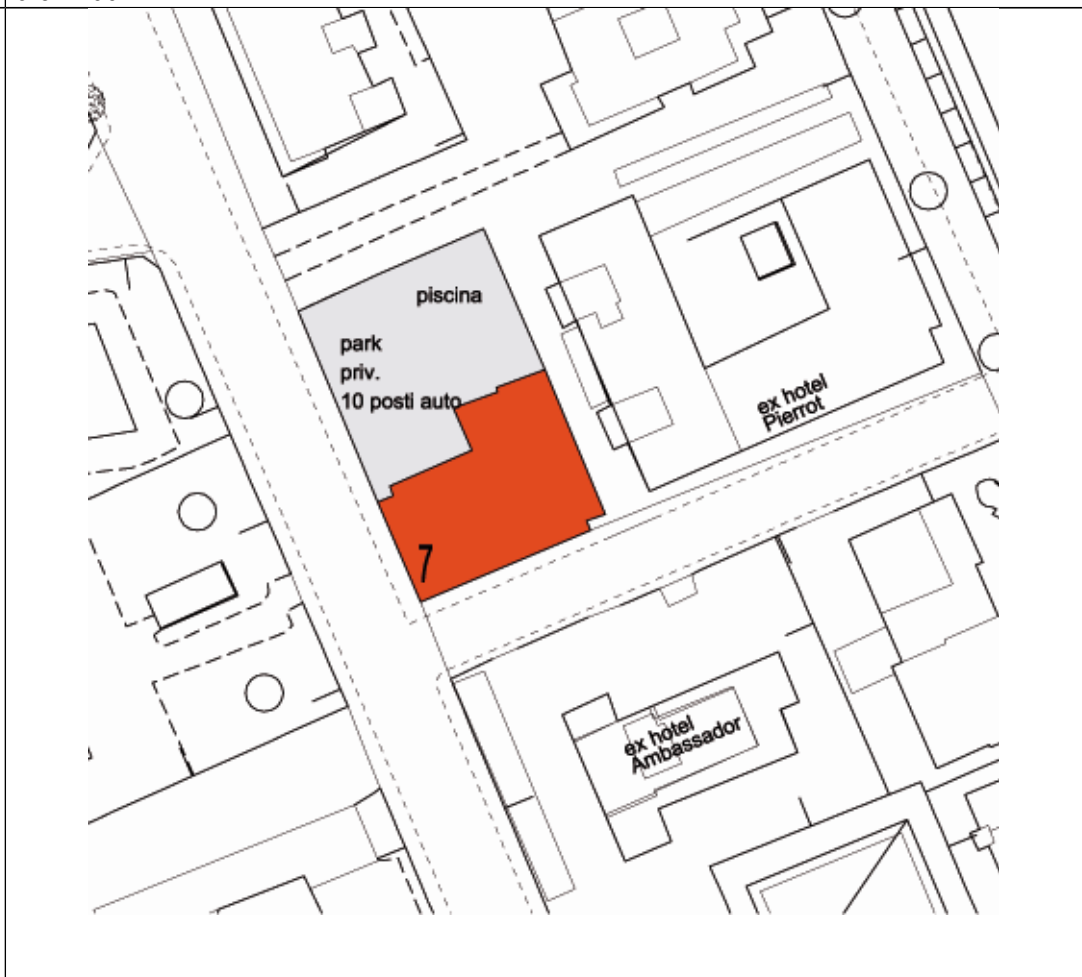 piscina
park
priv.
10 posti auto
ex hotel
Pierrot
7
ex hotel
Ambassador